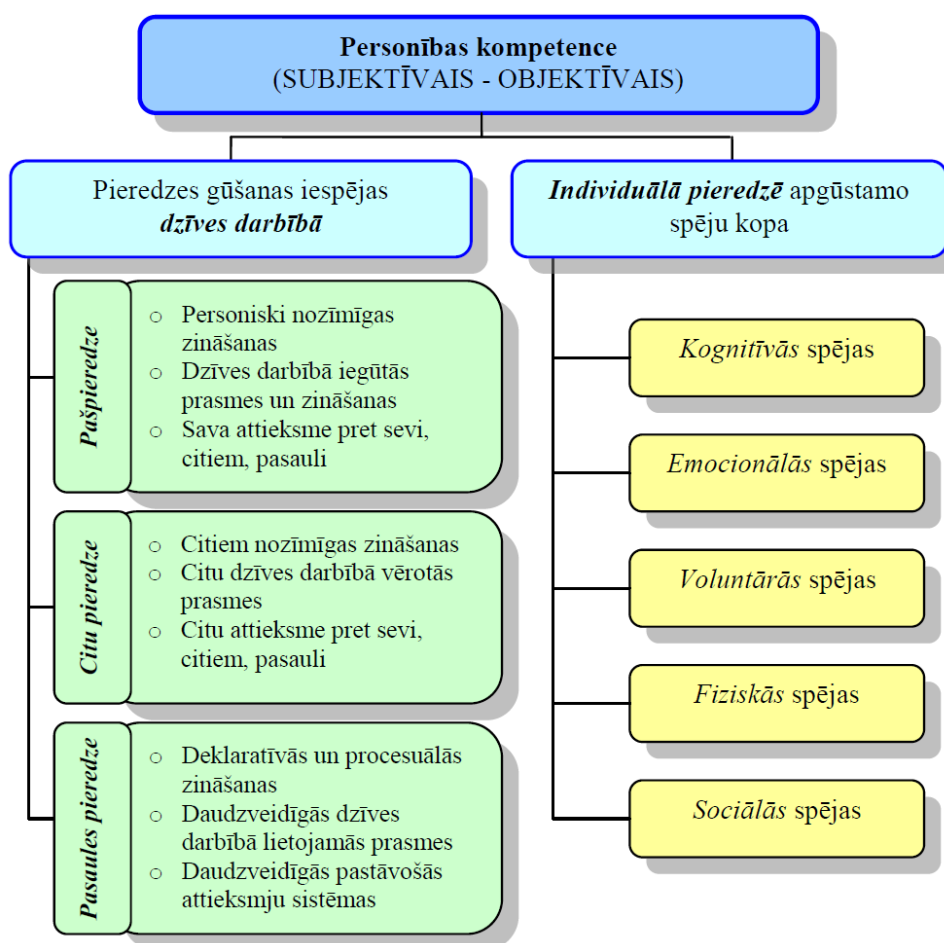 Personības kompetence
(SUBJEKTĪVAIS - OBJEKTĪVAIS)
Pieredzes gūšanas iespējas
dzīves darbībā
Pašpieredze
o Personiski nozīmīgas
zināšanas
o Dzīves darbībā iegūtās
prasmes un zināšanas
o Sava attieksme pret sevi,
citiem, pasauli
Citu pieredze
o Citiem nozīmīgas zināšanas
o Citu dzīves darbībā vērotās
prasmes
o Citu attieksme pret sevi,
citiem, pasauli
Pasaules pieredze
o Deklaratīvās un procesuālās
zināšanas
o Daudzveidīgās dzīves
darbībā lietojamās prasmes
o Daudzveidīgās pastāvošās
attieksmju sistēmas
Individuālā pieredzē apgūstamo
spēju kopa
Kognitīvās spējas
Emocionālās spējas
Voluntārās spējas
Fiziskās spējas
Sociālās spējas